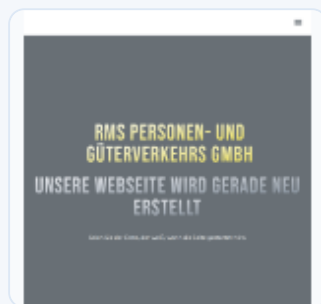 RMS PERSONEN- UND
GÜTERVERKEHRS GMBH
UNSERE WEBSEITE WIRD GERADE NEU
ERSTELLT